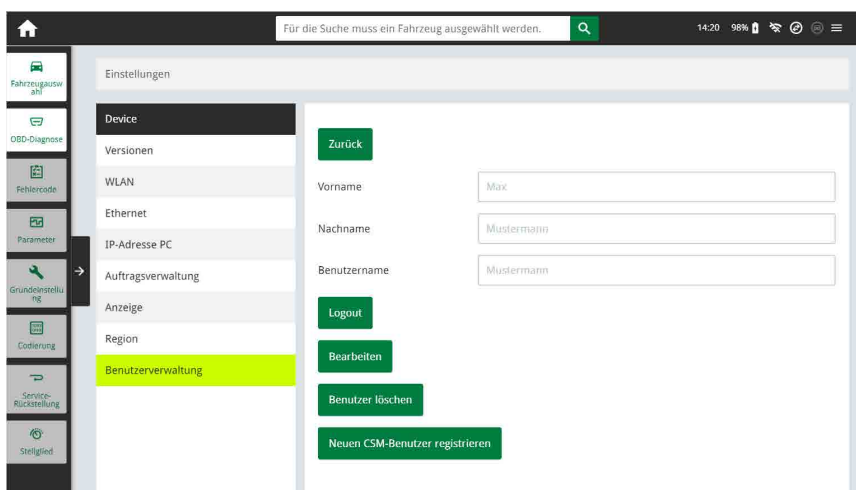 Für die Suche muss ein Fahrzeug ausgewählt werden.
14:20 98%
Fahrzeugausw
ahl
OBD-Diagnose
Fehlercode
Parameter
Grundeinstellu
ng
Codierung
Service-
Rückstellung
Stellglied
Einstellungen
Device
Versionen
WLAN
Ethernet
IP-Adresse PC
Auftragsverwaltung
Anzeige
Region
Benutzerverwaltung
Zurück
Vorname Max
Nachname Mustermann
Benutzername Mustermann
Logout
Bearbeiten
Benutzer löschen
Neuen CSM-Benutzer registrieren